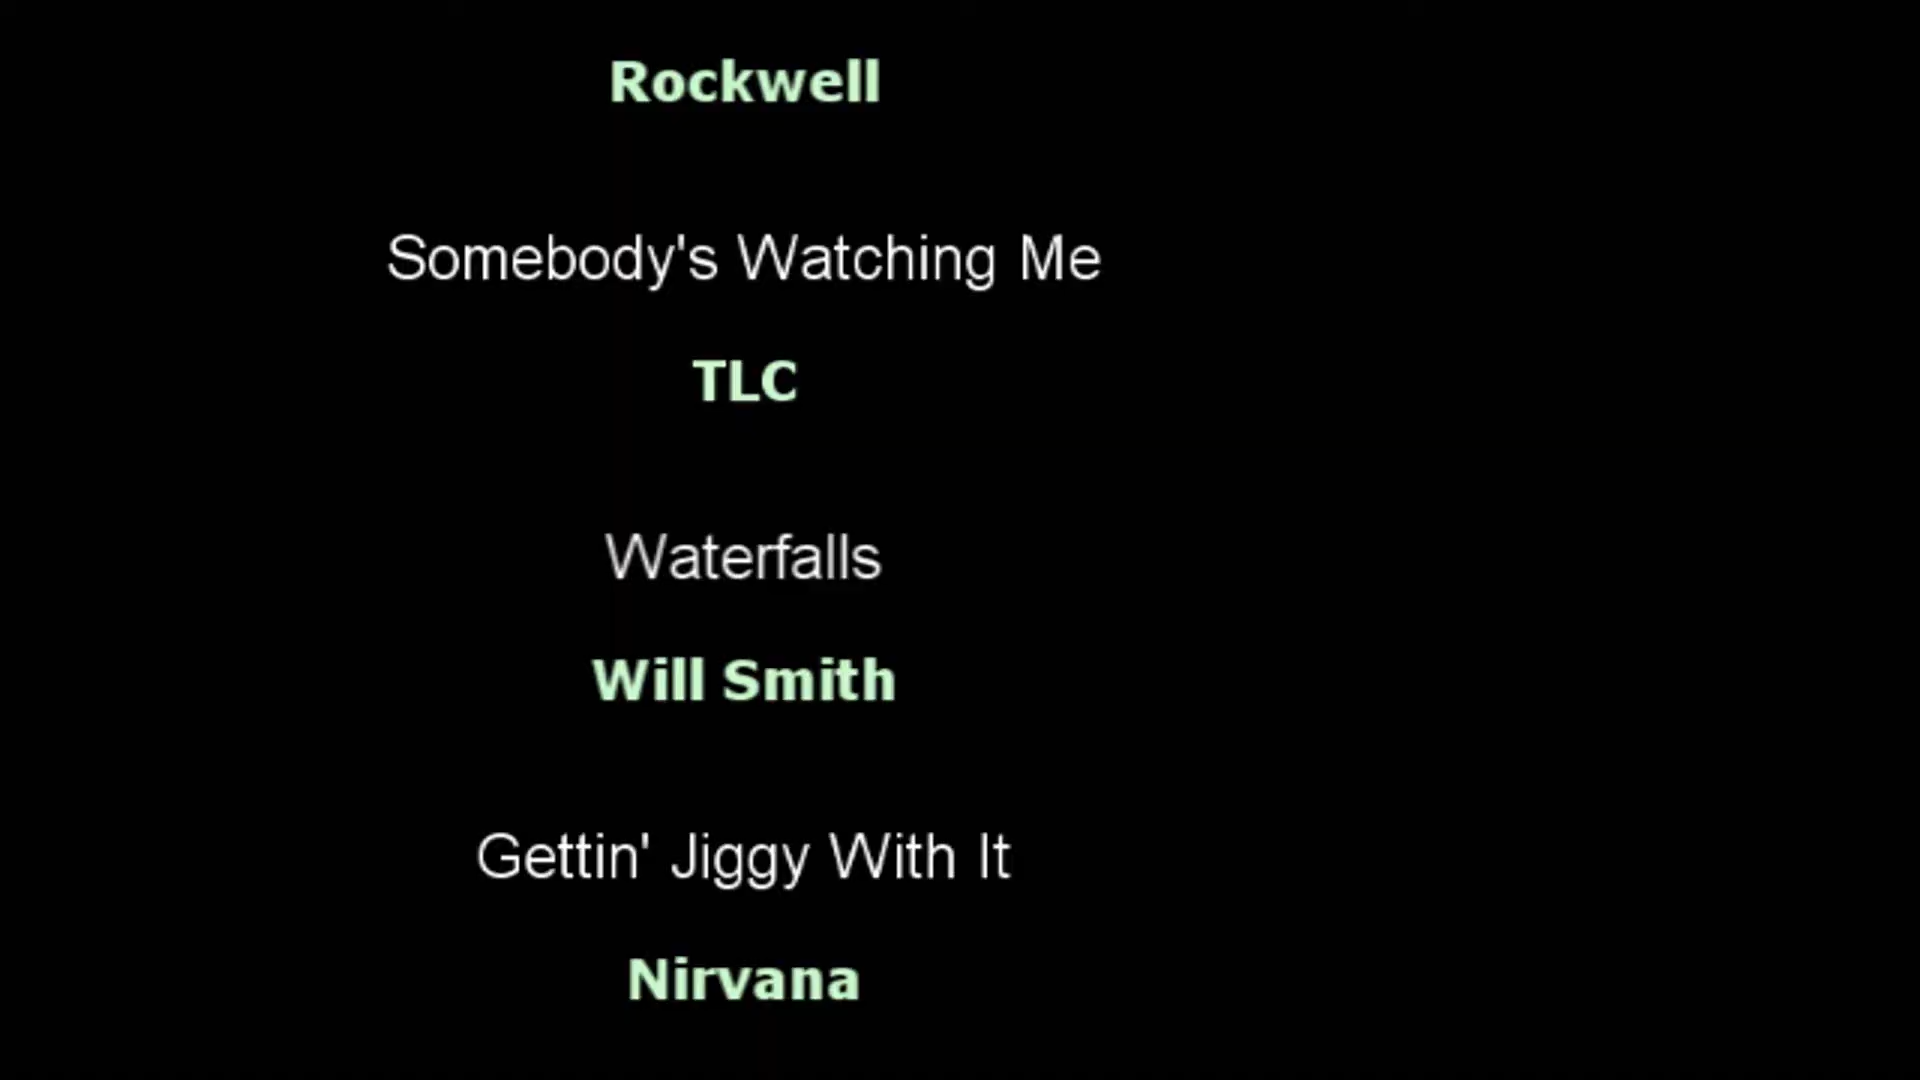 Rockwell
Somebody's Watching Me
TLC
Waterfalls
Will Smith
Gettin' Jiggy With It
Nirvana